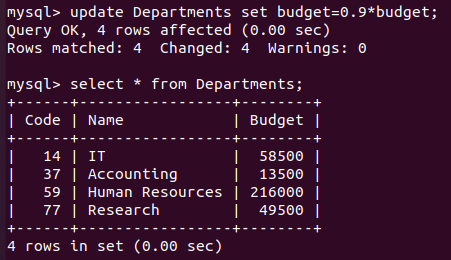 mysql> update Departments set budget=0.9*budget;
Query OK, 4 rows affected (0.00 sec)
Rows matched: 4  Changed: 4  Warnings: 0

mysql> select * from Departments;
+------+-----------------+--------+
| Code | Name            | Budget |
+------+-----------------+--------+
|   14 | IT              |  58500 |
|   37 | Accounting      |  13500 |
|   59 | Human Resources | 216000 |
|   77 | Research        |  49500 |
+------+-----------------+--------+
4 rows in set (0.00 sec)